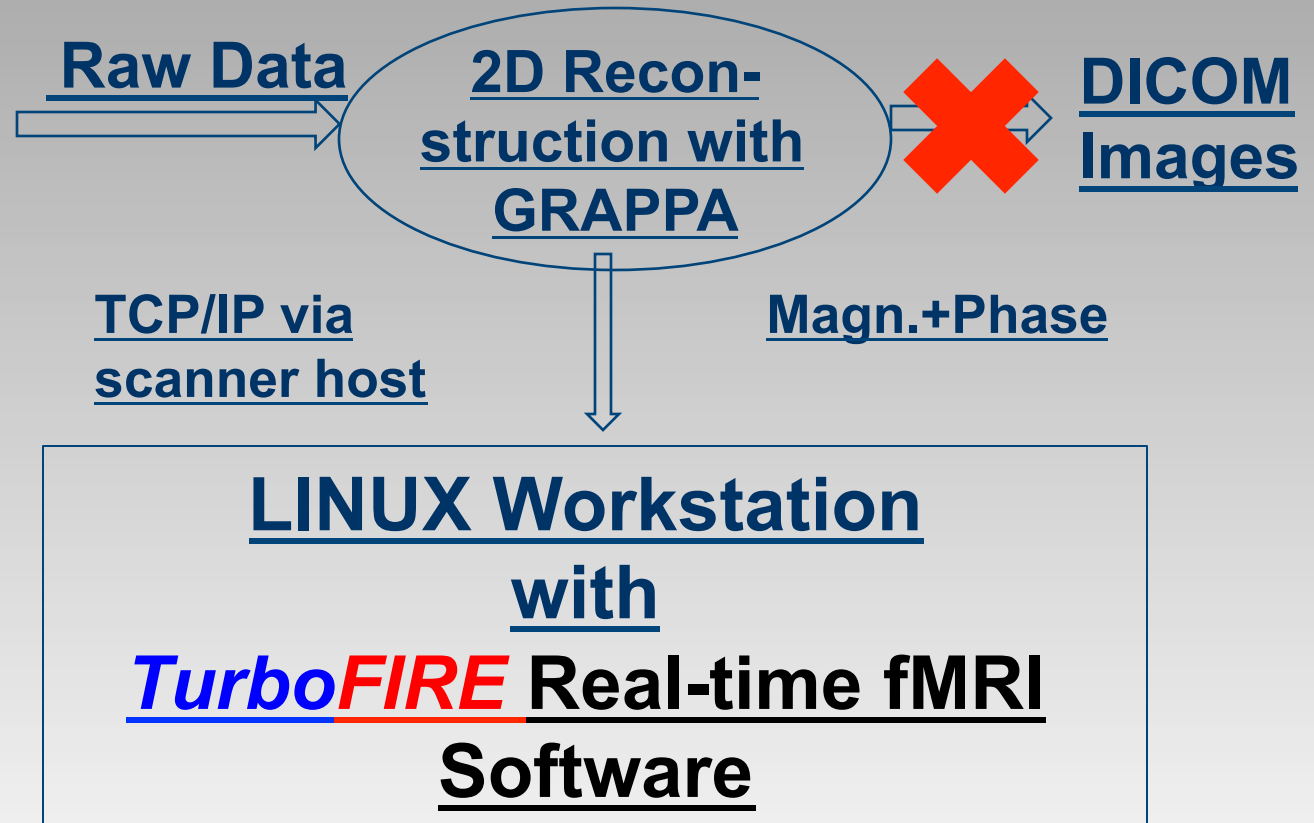 Raw Data
2D Recon-
struction with
GRAPPA
DICOM
Images
TCP/IP via
scanner host
Magn.+Phase
LINUX Workstation
with
TurboFIRE Real-time fMRI
Software